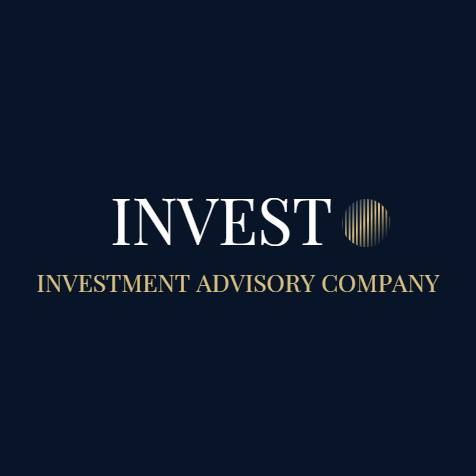 INVEST
INVESTMENT ADVISORY COMPANY